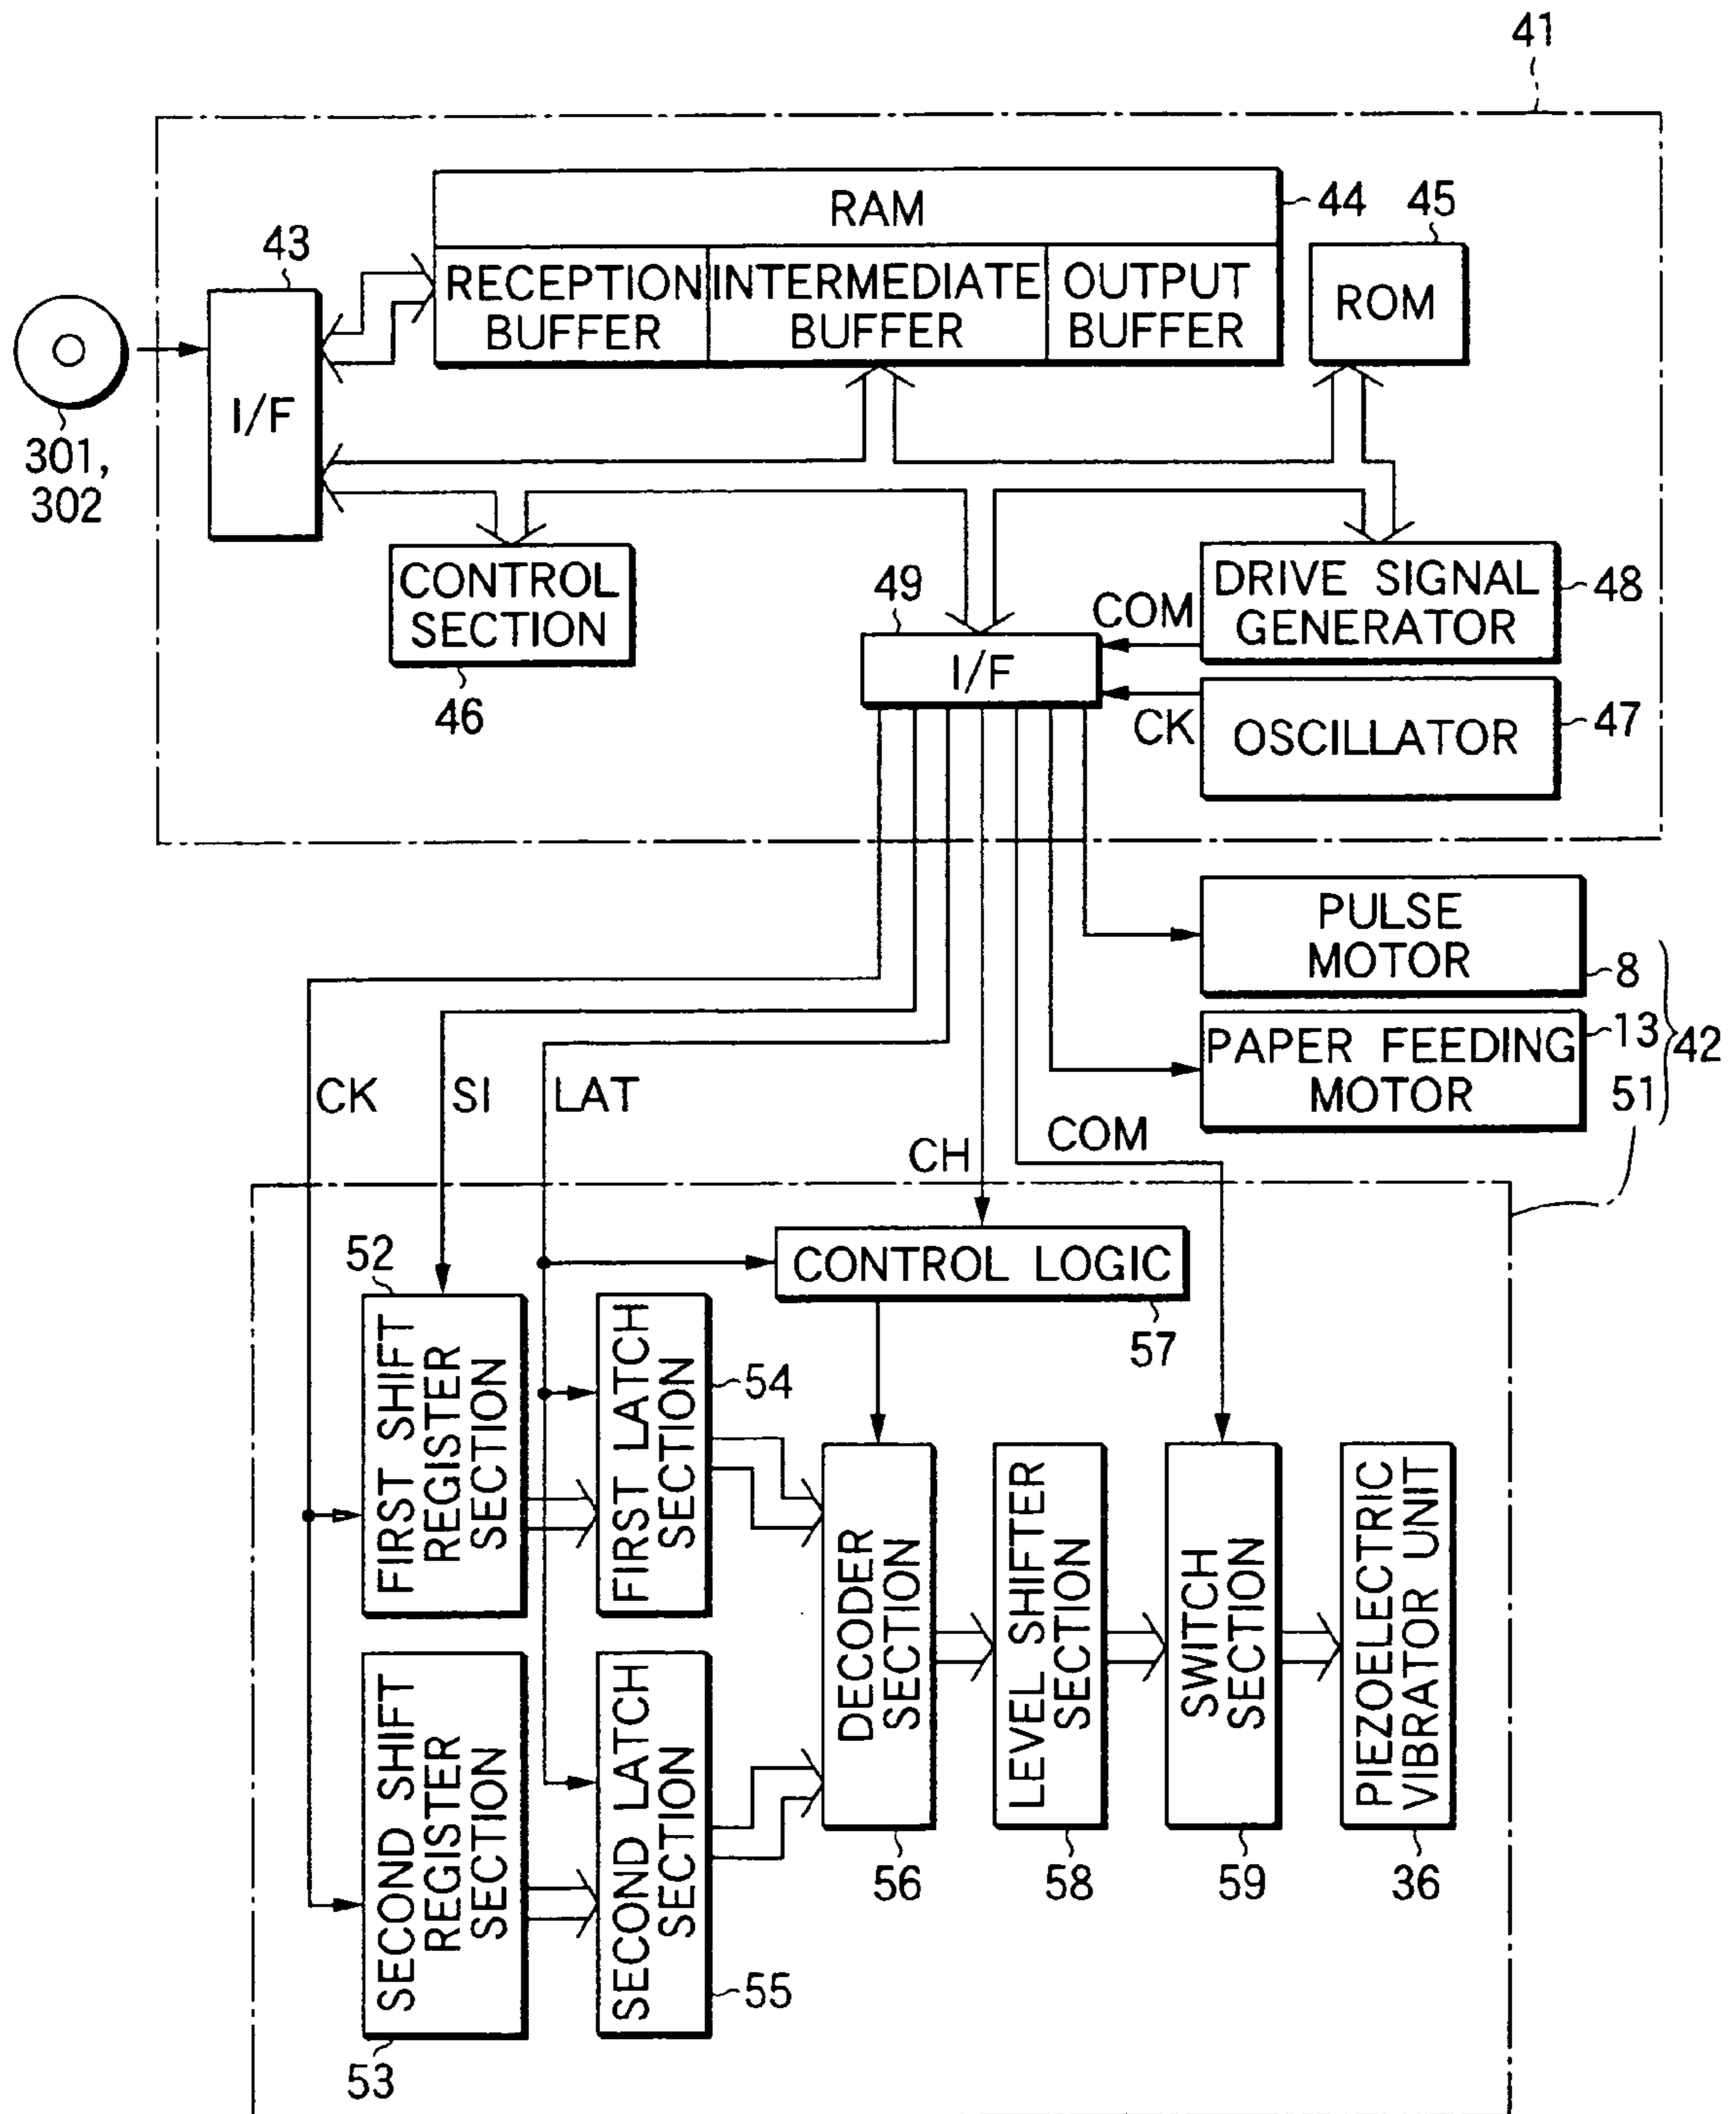 41
RAM
44
45
43
RECEPTION
BUFFER
INTERMEDIATE
BUFFER
OUTPUT
BUFFER
ROM
I/F
301,
302
CONTROL
SECTION
46
49
I/F
COM
CK
DRIVE SIGNAL
GENERATOR
48
OSCILLATOR
47
PULSE
MOTOR
8
PAPER FEEDING
MOTOR
13
42
51
CK
SI
LAT
CH
COM
CONTROL LOGIC
57
52
FIRST SHIFT
REGISTER
SECTION
FIRST LATCH
SECTION
54
SECOND SHIFT
REGISTER
SECTION
53
SECOND LATCH
SECTION
55
DECODER
SECTION
56
LEVEL SHIFTER
SECTION
58
SWITCH
SECTION
59
PIEZOELECTRIC
VIBRATOR UNIT
36